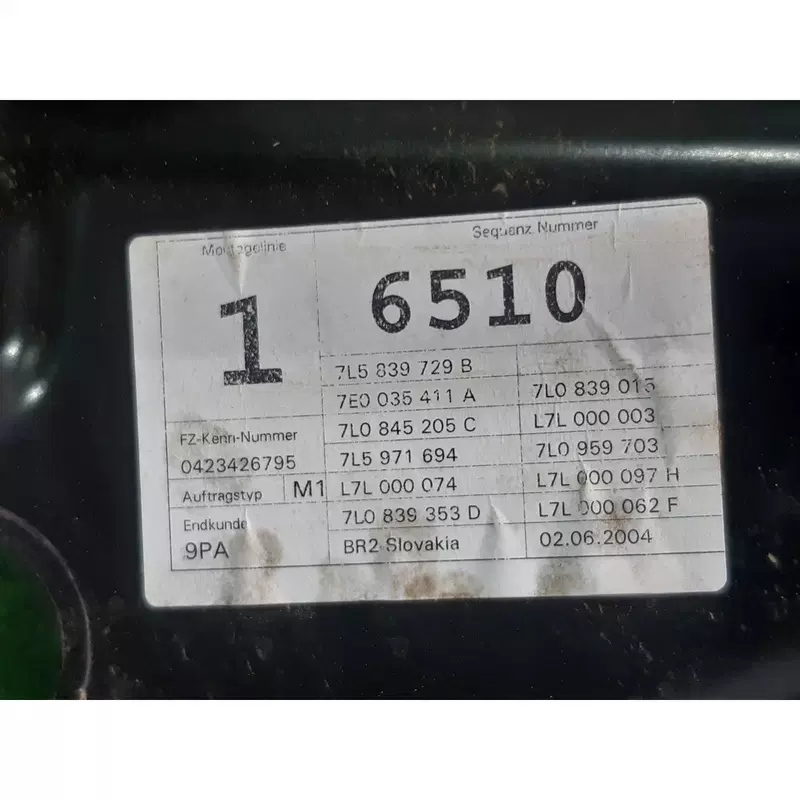 Montagelinie
Sequenz Nummer
1
6510
7L5 839 729 B
7E0 035 411 A
7L0 839 015
7L0 845 205 C
L7L 000 003
FZ-Kenn-Nummer
0423426795
7L5 971 694
7L0 959 703
Auftragstyp M1
L7L 000 074
L7L 000 097 H
Endkunde
9PA
7L0 839 353 D
L7L 000 062 F
BR2-Slovakia
02.06.2004